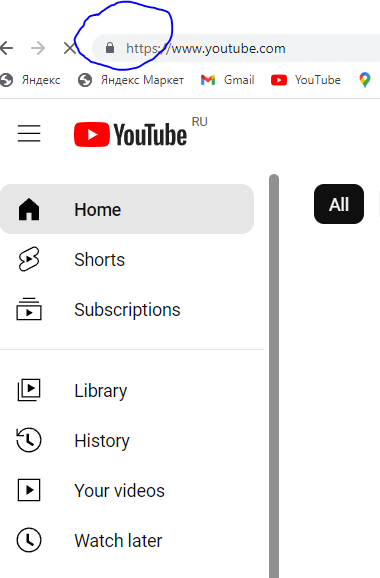 https://www.youtube.com
Яндекс Яндекс Маркет Gmail YouTube
YouTube RU
Home
All
Shorts
Subscriptions
Library
History
Your videos
Watch later